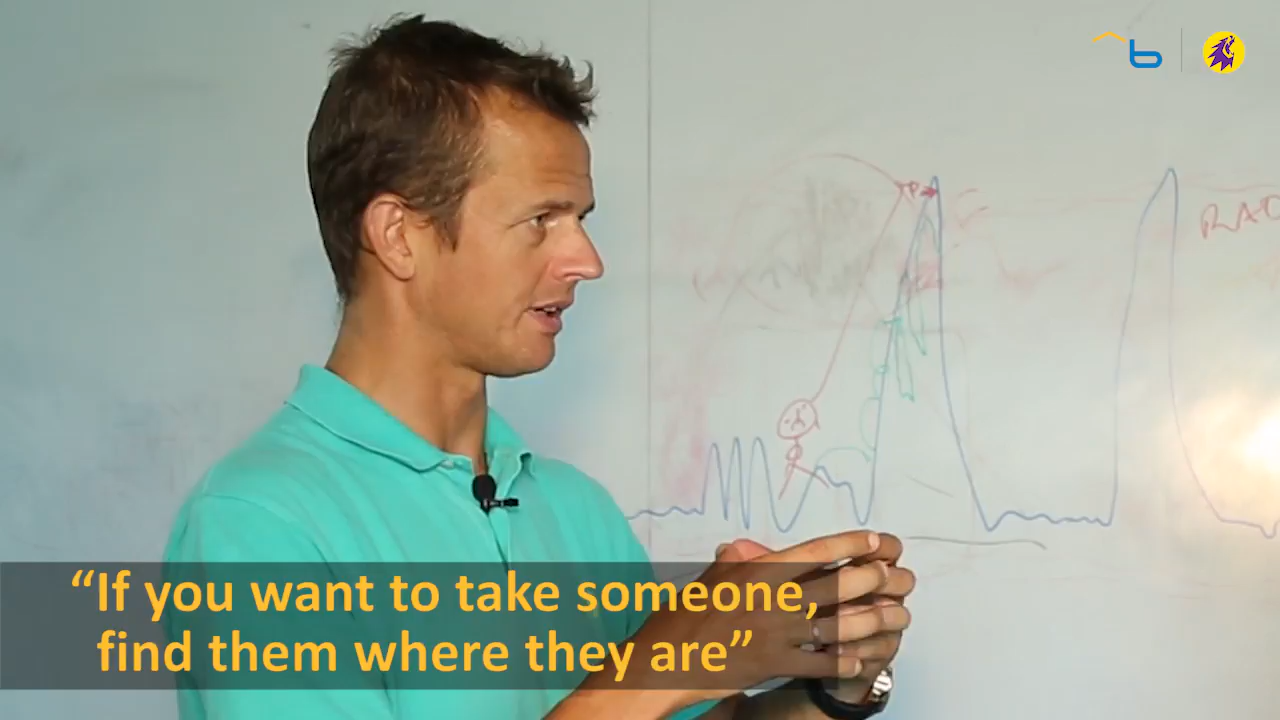 b
“If you want to take someone,
find them where they are”